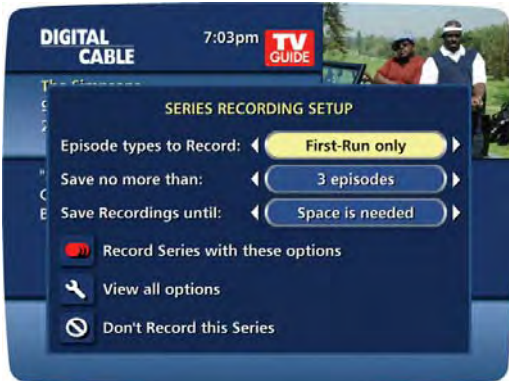 DIGITAL
CABLE
7:03pm
TV
GUIDE
The Simpsons
SERIES RECORDING SETUP
Episode types to Record: First-Run only
Save no more than: 3 episodes
Save Recordings until: Space is needed
Record Series with these options
View all options
Don't Record this Series